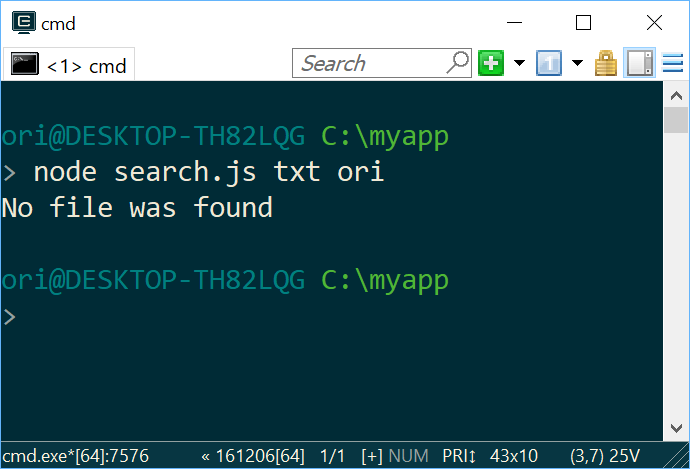 cmd
<1> cmd
Search
1
ori@DESKTOP-TH82LQG C:\myapp
> node search.js txt ori
No file was found
ori@DESKTOP-TH82LQG C:\myapp
>
cmd.exe*[64]:7576 « 161206[64] 1/1 [+] NUM PRI↕ 43x10 (3,7) 25V